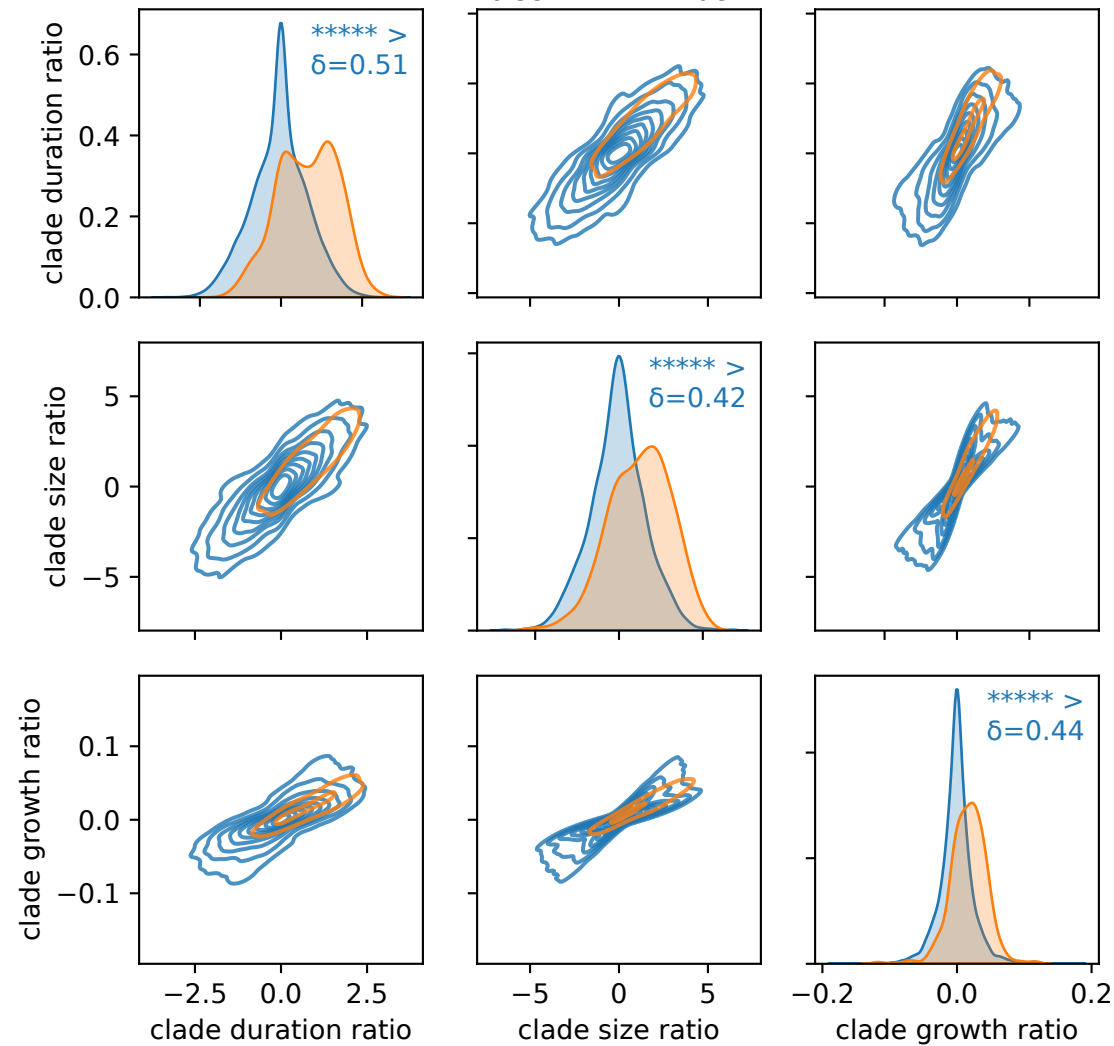 clade duration ratio
0.6
0.4
0.2
0.0
***** >
δ=0.51
clade size ratio
5
0
−5
***** >
δ=0.42
clade growth ratio
0.1
0.0
−0.1
***** >
δ=0.44
−2.5 0.0 2.5
−5 0 5
−0.2 0.0 0.2
clade duration ratio
clade size ratio
clade growth ratio